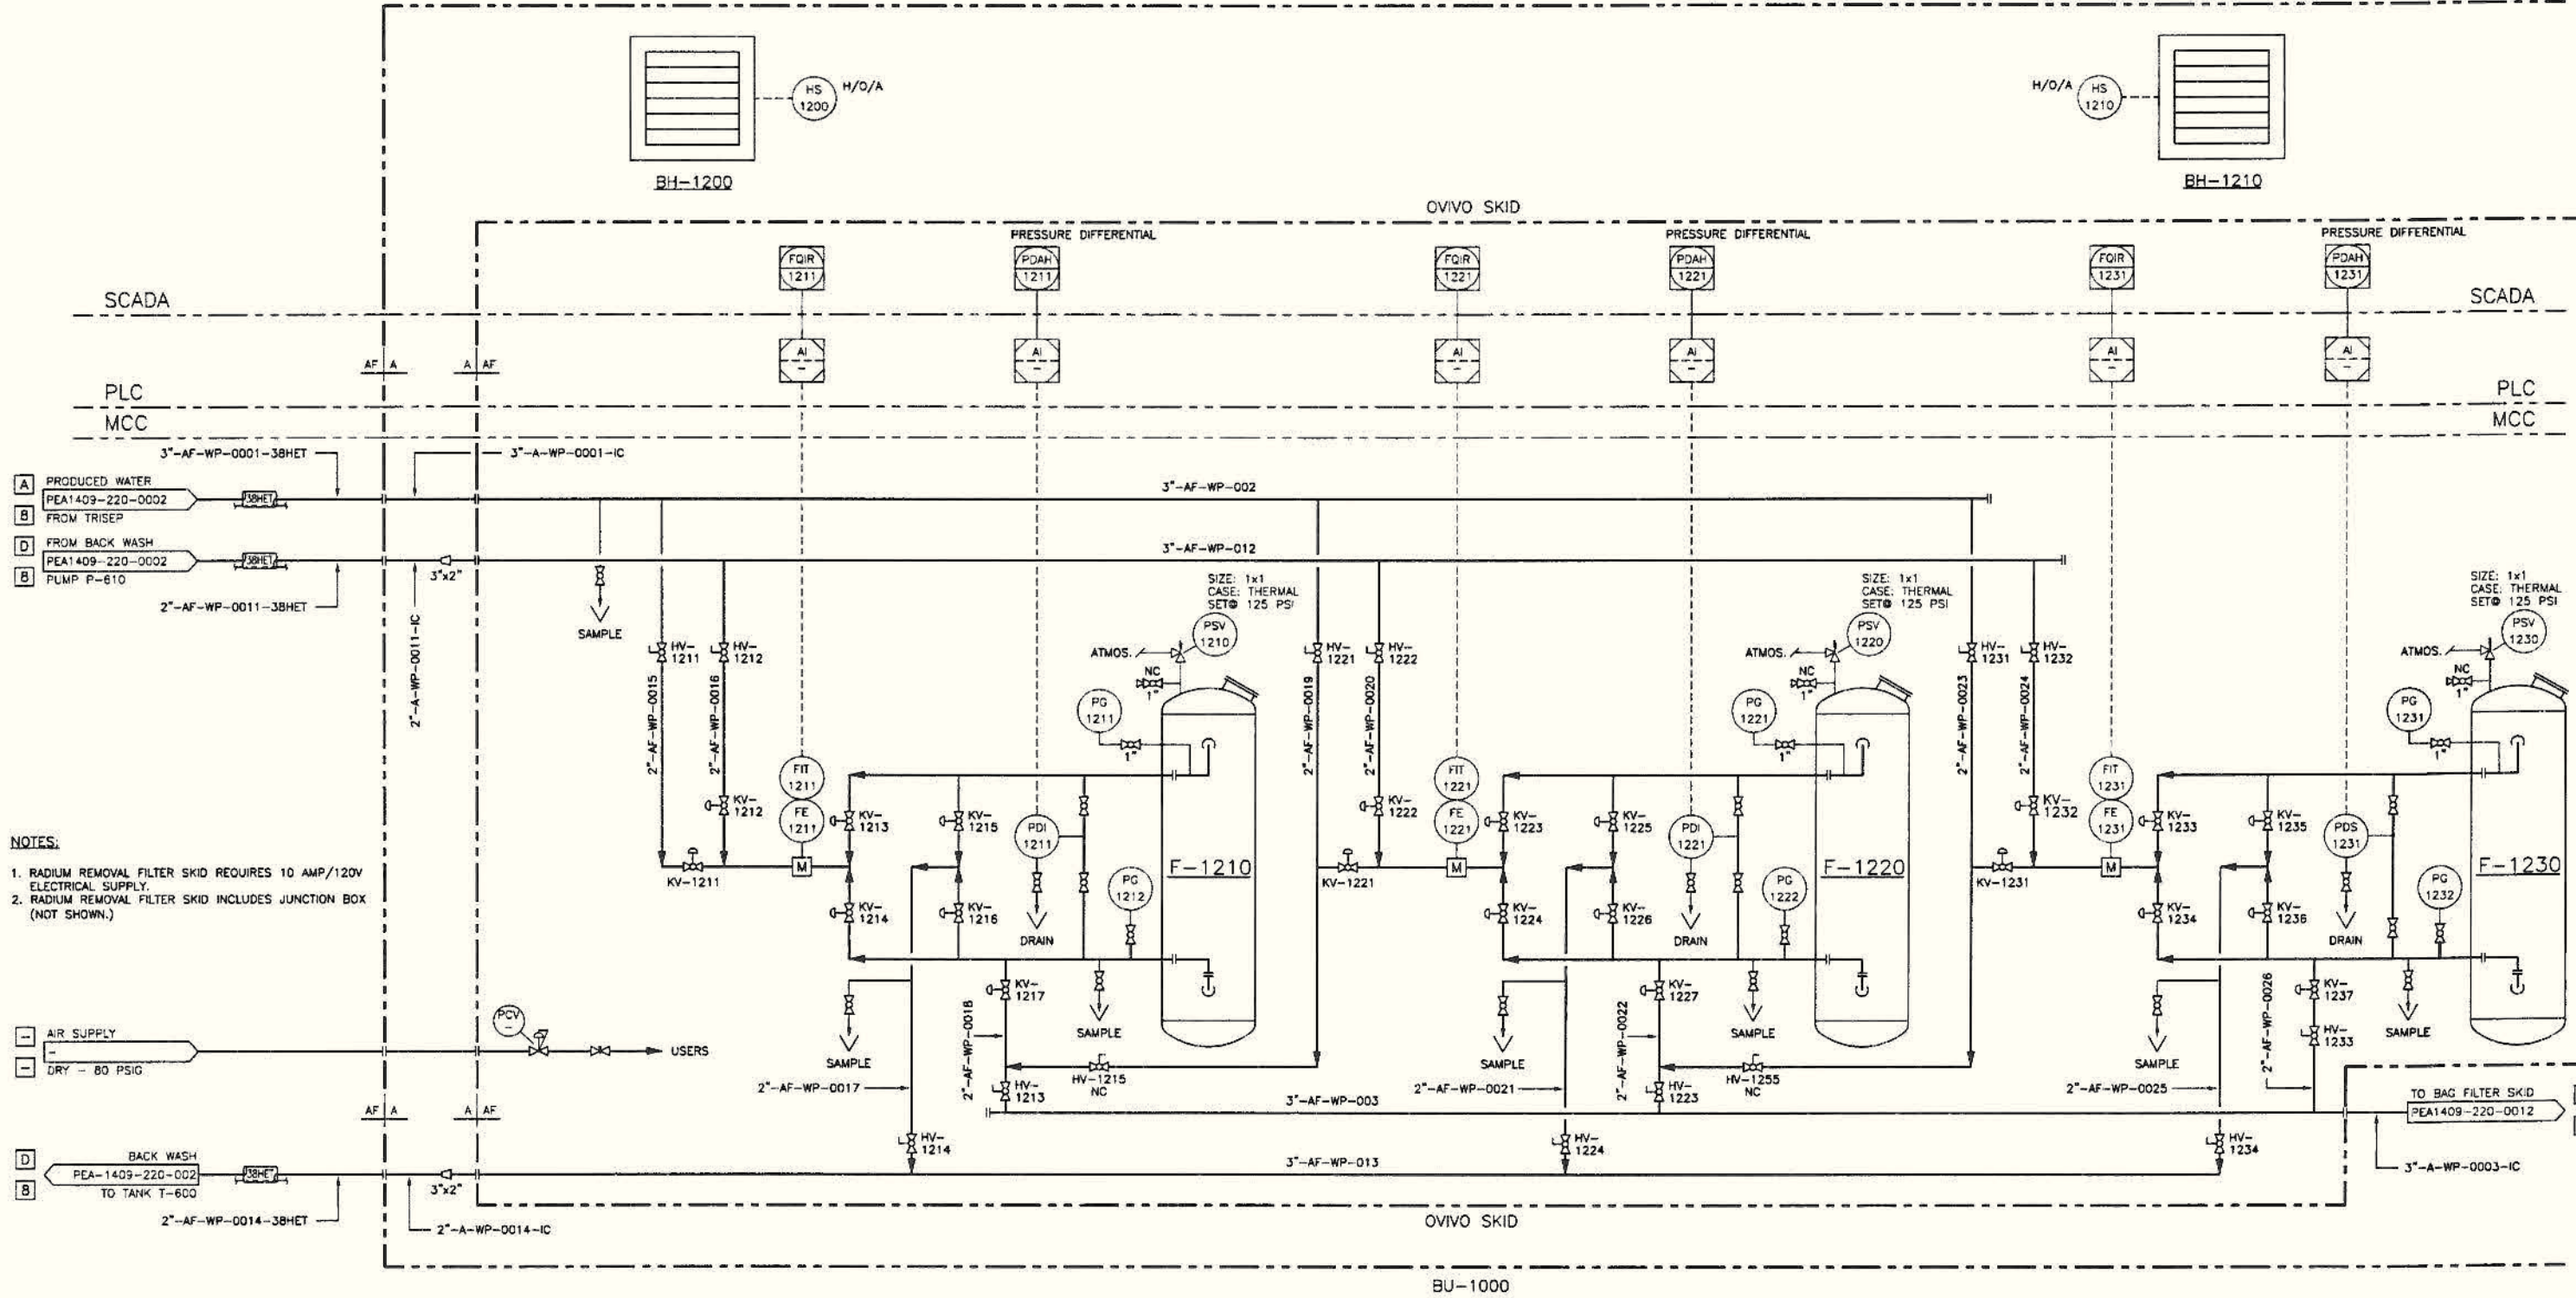 HS
1200
H/O/A
BH-1200
H/O/A
HS
1210
BH-1210
OVIVO SKID
PRESSURE DIFFERENTIAL
PRESSURE DIFFERENTIAL
PRESSURE DIFFERENTIAL
FQIR
1211
PDAH
1211
FQIR
1221
PDAH
1221
FQIR
1231
PDAH
1231
SCADA
SCADA
AI
-
AI
-
AI
-
AI
-
AI
-
AI
-
AF A
A AF
PLC
PLC
MCC
MCC
3"-AF-WP-0001-38HET
3"-A-WP-0001-IC
A
PRODUCED WATER
PEA1409-220-0002
B
FROM TRISEP
38HET
3"-AF-WP-002
D
FROM BACK WASH
PEA1409-220-0002
B
PUMP P-610
38HET
3"x2"
3"-AF-WP-012
2"-AF-WP-0011-38HET
2"-A-WP-0011-IC
SAMPLE
SIZE: 1x1
CASE: THERMAL
SET@ 125 PSI
PSV
1210
ATMOS.
NC
1"
SIZE: 1x1
CASE: THERMAL
SET@ 125 PSI
PSV
1220
ATMOS.
NC
1"
SIZE: 1x1
CASE: THERMAL
SET@ 125 PSI
PSV
1230
ATMOS.
NC
1"
HV-
1211
HV-
1212
HV-
1221
HV-
1222
HV-
1231
HV-
1232
2"-AF-WP-0015
2"-AF-WP-0016
2"-AF-WP-0019
2"-AF-WP-0020
2"-AF-WP-0023
2"-AF-WP-0024
PG
1211
1"
PG
1221
1"
PG
1231
1"
FIT
1211
FE
1211
M
FIT
1221
FE
1221
M
FIT
1231
FE
1231
M
KV-
1212
KV-
1213
KV-
1215
PDI
1211
KV-
1222
KV-
1223
KV-
1225
PDI
1221
KV-
1232
KV-
1233
KV-
1235
PDS
1231
KV-1211
F-1210
KV-1221
F-1220
KV-1231
F-1230
NOTES:
1. RADIUM REMOVAL FILTER SKID REQUIRES 10 AMP/120V
ELECTRICAL SUPPLY.
2. RADIUM REMOVAL FILTER SKID INCLUDES JUNCTION BOX
(NOT SHOWN.)
KV-
1214
KV-
1216
DRAIN
PG
1212
KV-
1224
KV-
1226
DRAIN
PG
1222
KV-
1234
KV-
1236
DRAIN
PG
1232
KV-
1217
SAMPLE
SAMPLE
2"-AF-WP-0018
KV-
1227
SAMPLE
SAMPLE
2"-AF-WP-0022
KV-
1237
HV-
1233
SAMPLE
SAMPLE
2"-AF-WP-0026
-
AIR SUPPLY
-
-
DRY - 80 PSIG
PCV
-
USERS
2"-AF-WP-0017
HV-1215
NC
HV-
1213
2"-AF-WP-0021
HV-1255
NC
HV-
1223
2"-AF-WP-0025
3"-AF-WP-003
TO BAG FILTER SKID
PEA1409-220-0012
AF A
A AF
HV-
1214
HV-
1224
HV-
1234
D
BACK WASH
PEA-1409-220-002
B
TO TANK T-600
38HET
3"x2"
3"-AF-WP-013
3"-A-WP-0003-IC
2"-AF-WP-0014-38HET
2"-A-WP-0014-IC
OVIVO SKID
BU-1000